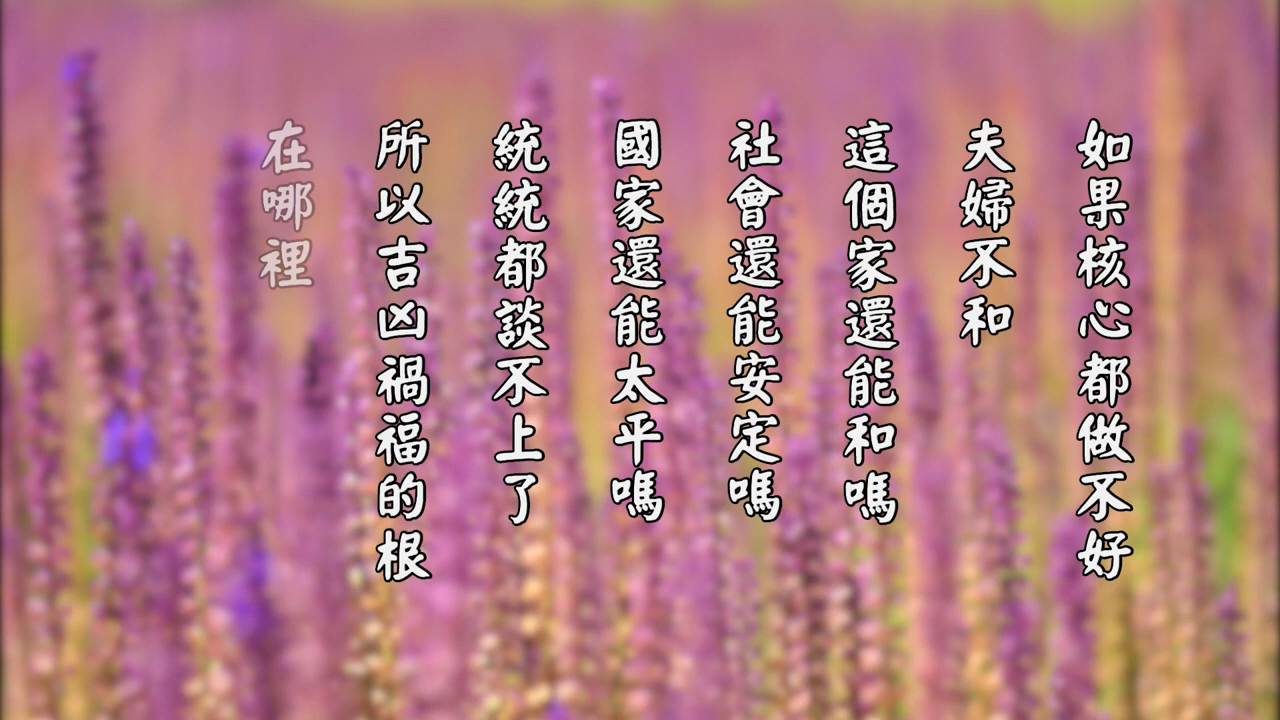 如果核心都做不好
夫婦不和
這個家還能和嗎
社會還能安定嗎
國家還能太平嗎
統統都談不上了
所以吉凶禍福的根
在哪裡